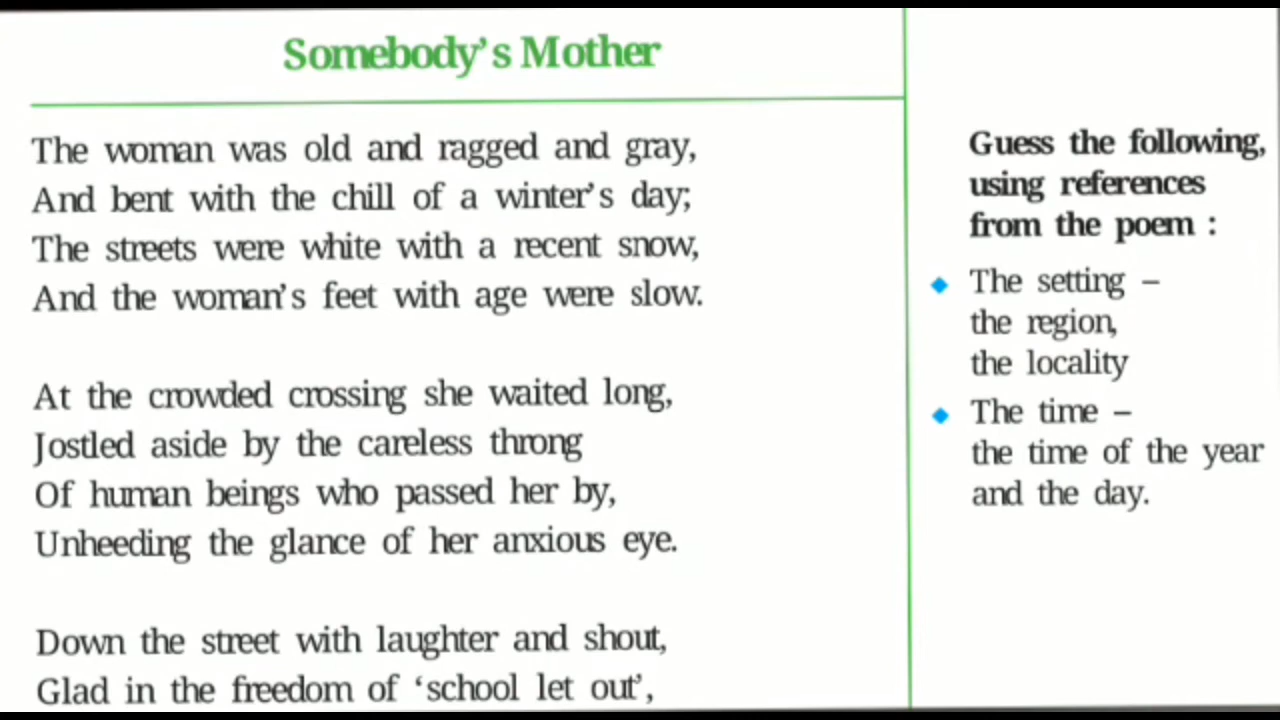 Somebody's Mother
The woman was old and ragged and gray,
And bent with the chill of a winter's day;
The streets were white with a recent snow,
And the woman's feet with age were slow.
At the crowded crossing she waited long,
Jostled aside by the careless throng
Of human beings who passed her by,
Unheeding the glance of her anxious eye.
Down the street with laughter and shout,
Glad in the freedom of ‘school let out’,
Guess the following,
using references
from the poem :
The setting –
the region,
the locality
The time –
the time of the year
and the day.